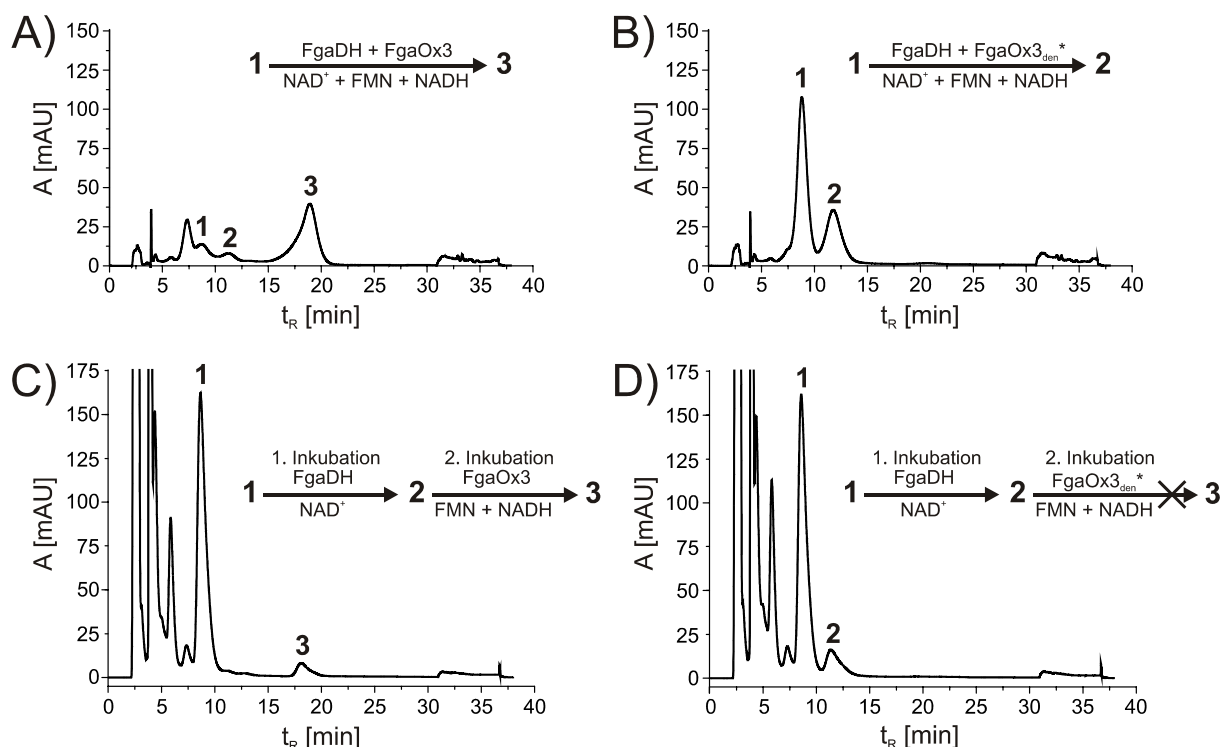 A)
A [mAU]
150
125
100
75
50
25
0
1 FgaDH + FgaOx3 3
NAD⁺ + FMN + NADH
1
2
3
0 5 10 15 20 25 30 35 40
tR [min]
B)
A [mAU]
150
125
100
75
50
25
0
1 FgaDH + FgaOx3den* 2
NAD⁺ + FMN + NADH
1
2
0 5 10 15 20 25 30 35 40
tR [min]
C)
A [mAU]
175
150
125
100
75
50
25
0
1
1. Inkubation 2. Inkubation
FgaDH FgaOx3
1 2 3
NAD⁺ FMN + NADH
3
0 5 10 15 20 25 30 35 40
tR [min]
D)
A [mAU]
175
150
125
100
75
50
25
0
1
1. Inkubation 2. Inkubation
FgaDH FgaOx3den*
1 2 3
NAD⁺ FMN + NADH
2
0 5 10 15 20 25 30 35 40
tR [min]